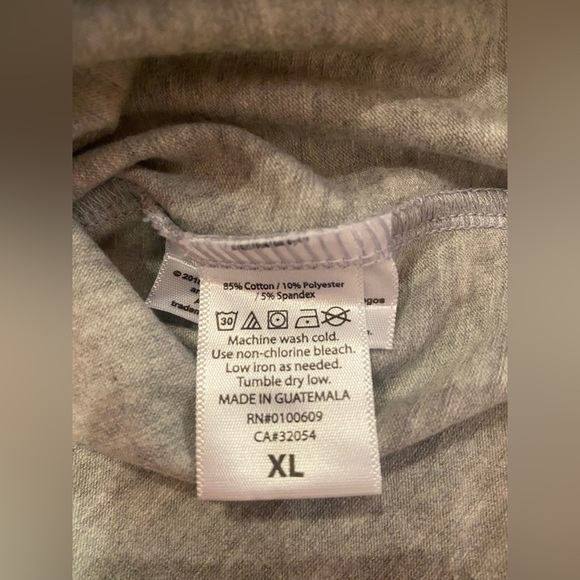 85% Cotton / 10% Polyester
/ 5% Spandex
30
Machine wash cold.
Use non-chlorine bleach.
Low iron as needed.
Tumble dry low.
MADE IN GUATEMALA
RN#0100609
CA#32054
XL